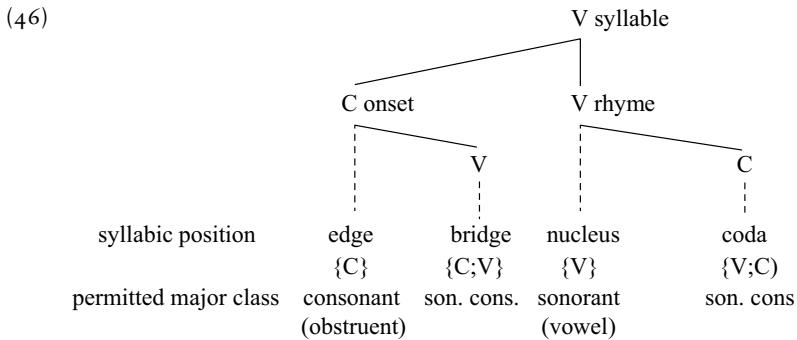 (46) V syllable
C onset V rhyme
V C
syllabic position edge bridge nucleus coda
{C} {C;V} {V} {V;C)
permitted major class consonant son. cons. sonorant son. cons
(obstruent) (vowel)